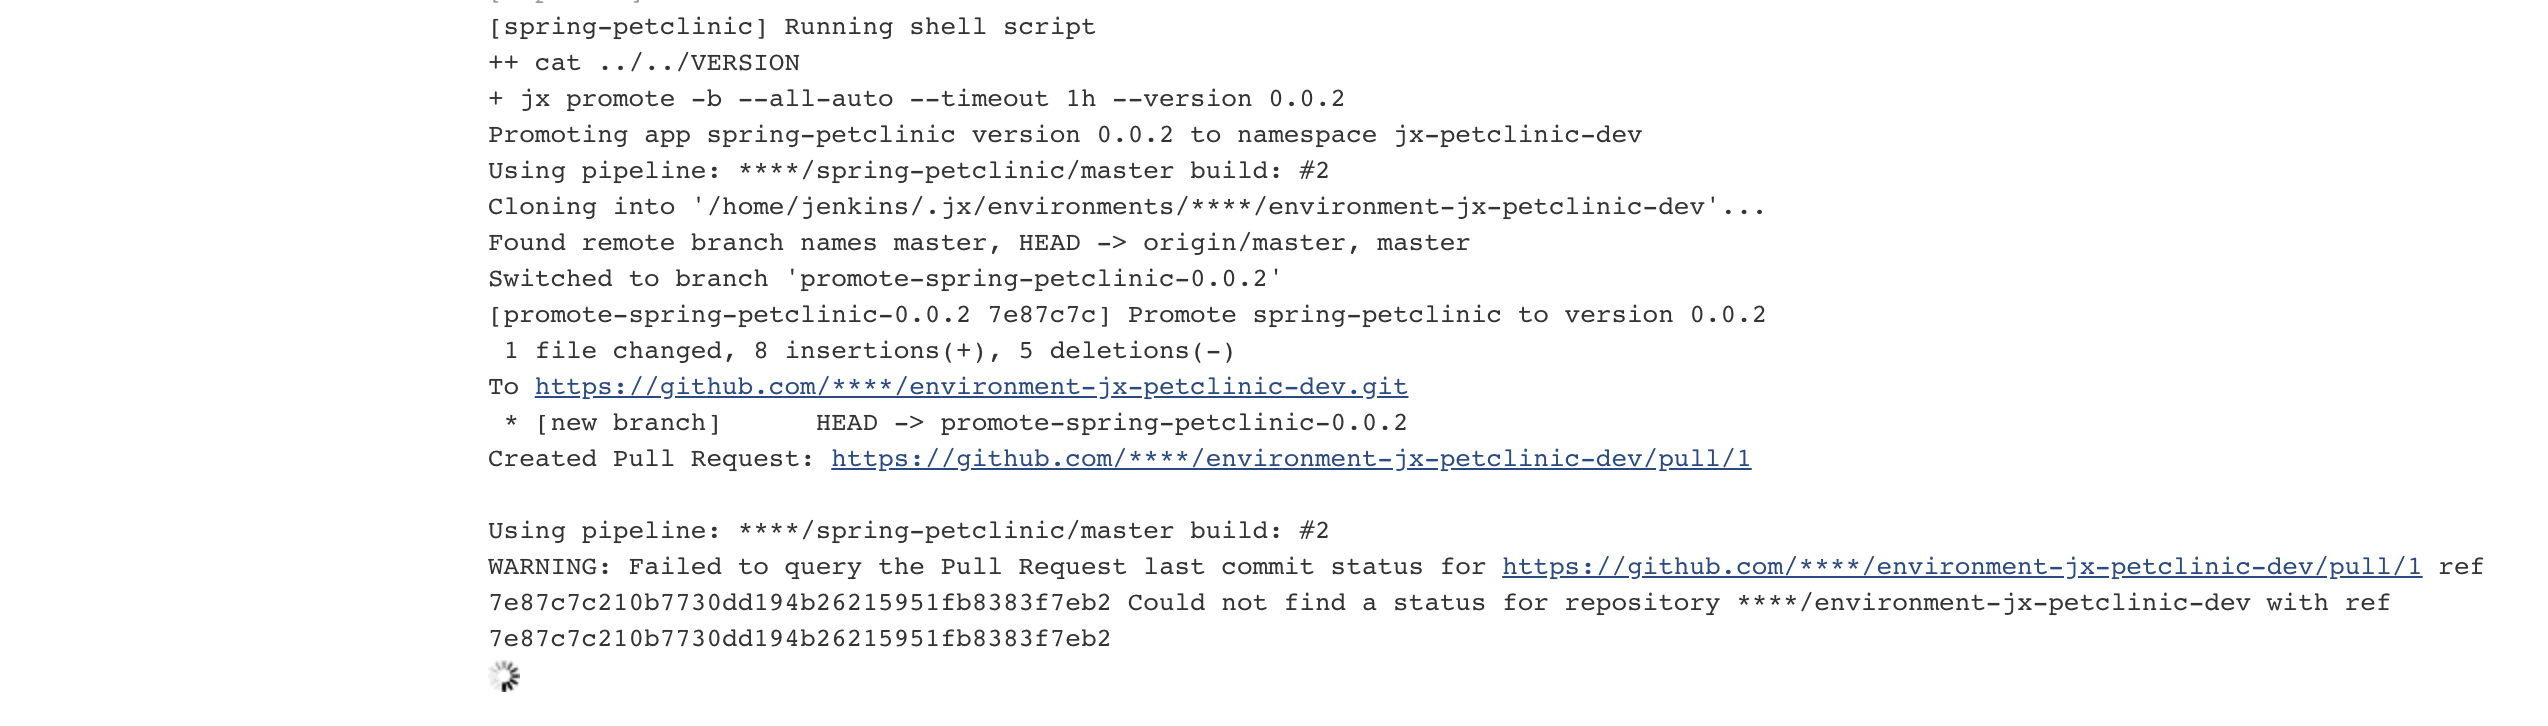 [spring-petclinic] Running shell script
++ cat ../../VERSION
+ jx promote -b --all-auto --timeout 1h --version 0.0.2
Promoting app spring-petclinic version 0.0.2 to namespace jx-petclinic-dev
Using pipeline: ****/spring-petclinic/master build: #2
Cloning into '/home/jenkins/.jx/environments/****/environment-jx-petclinic-dev'...
Found remote branch names master, HEAD -> origin/master, master
Switched to branch 'promote-spring-petclinic-0.0.2'
[promote-spring-petclinic-0.0.2 7e87c7c] Promote spring-petclinic to version 0.0.2
 1 file changed, 8 insertions(+), 5 deletions(-)
To https://github.com/****/environment-jx-petclinic-dev.git
 * [new branch]      HEAD -> promote-spring-petclinic-0.0.2
Created Pull Request: https://github.com/****/environment-jx-petclinic-dev/pull/1
Using pipeline: ****/spring-petclinic/master build: #2
WARNING: Failed to query the Pull Request last commit status for https://github.com/****/environment-jx-petclinic-dev/pull/1 ref
7e87c7c210b7730dd194b26215951fb8383f7eb2 Could not find a status for repository ****/environment-jx-petclinic-dev with ref
7e87c7c210b7730dd194b26215951fb8383f7eb2